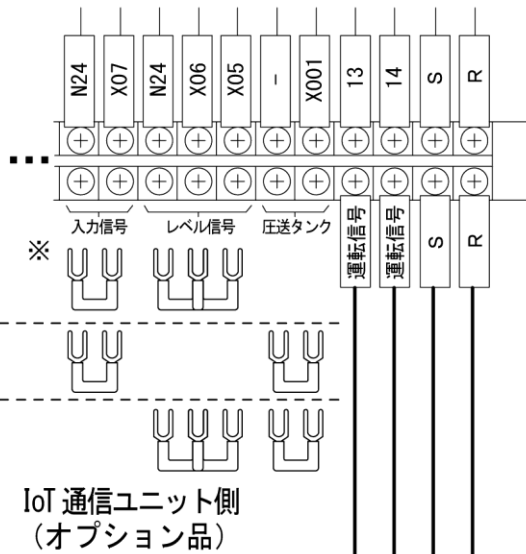 N24 X07 N24 X06 X05 - X001 13 14 S R
入力信号 レベル信号 圧送タンク 運転信号 運転信号 S R
※
IoT 通信ユニット側
（オプション品）